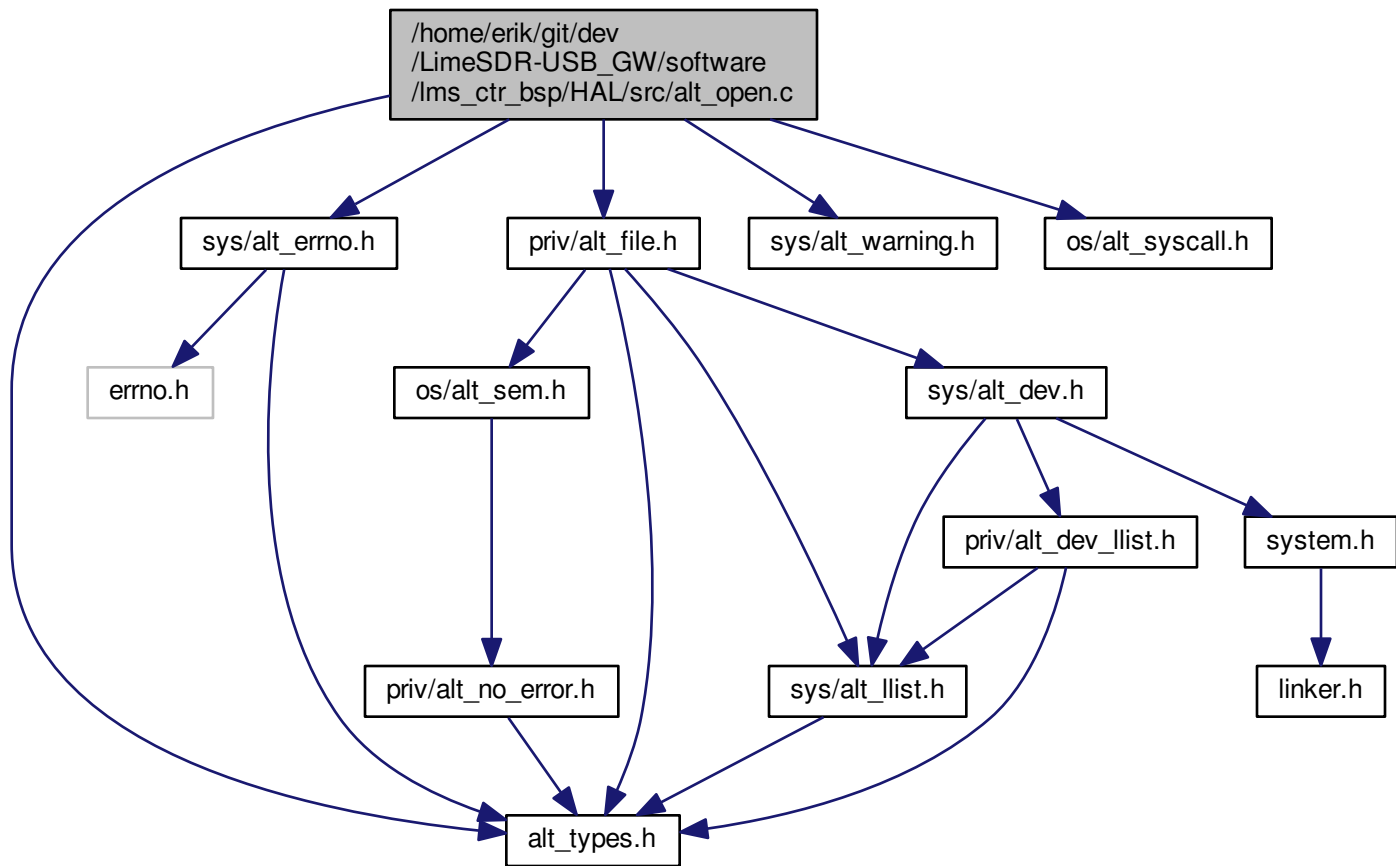 /home/erik/git/dev
/LimeSDR-USB_GW/software
/lms_ctr_bsp/HAL/src/alt_open.c
sys/alt_errno.h
priv/alt_file.h
sys/alt_warning.h
os/alt_syscall.h
errno.h
os/alt_sem.h
sys/alt_dev.h
priv/alt_dev_llist.h
system.h
priv/alt_no_error.h
sys/alt_llist.h
linker.h
alt_types.h